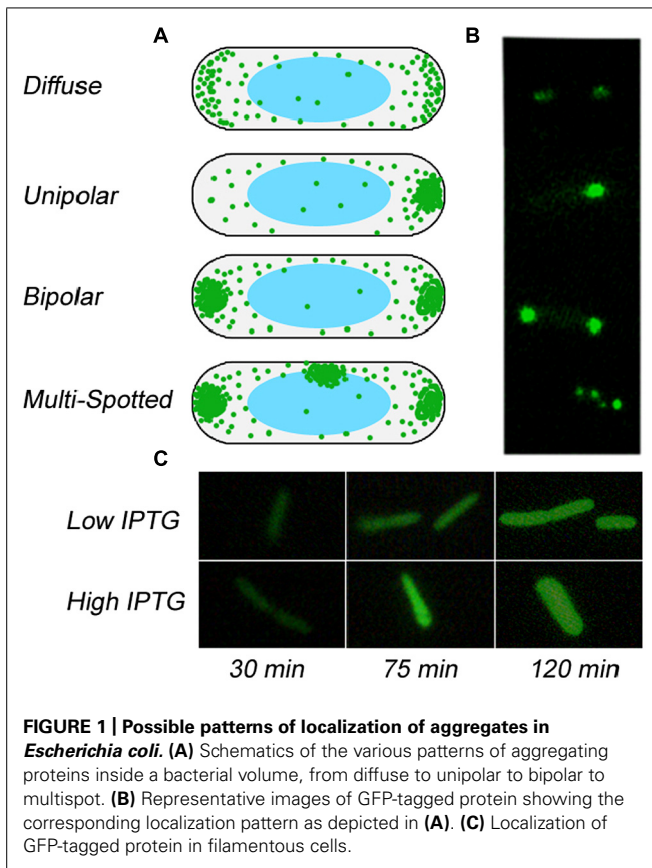 A
B
Diffuse
Unipolar
Bipolar
Multi-Spotted
C
Low IPTG
High IPTG
30 min
75 min
120 min
FIGURE 1 | Possible patterns of localization of aggregates in
Escherichia coli. (A) Schematics of the various patterns of aggregating
proteins inside a bacterial volume, from diffuse to unipolar to bipolar to
multispot. (B) Representative images of GFP-tagged protein showing the
corresponding localization pattern as depicted in (A). (C) Localization of
GFP-tagged protein in filamentous cells.